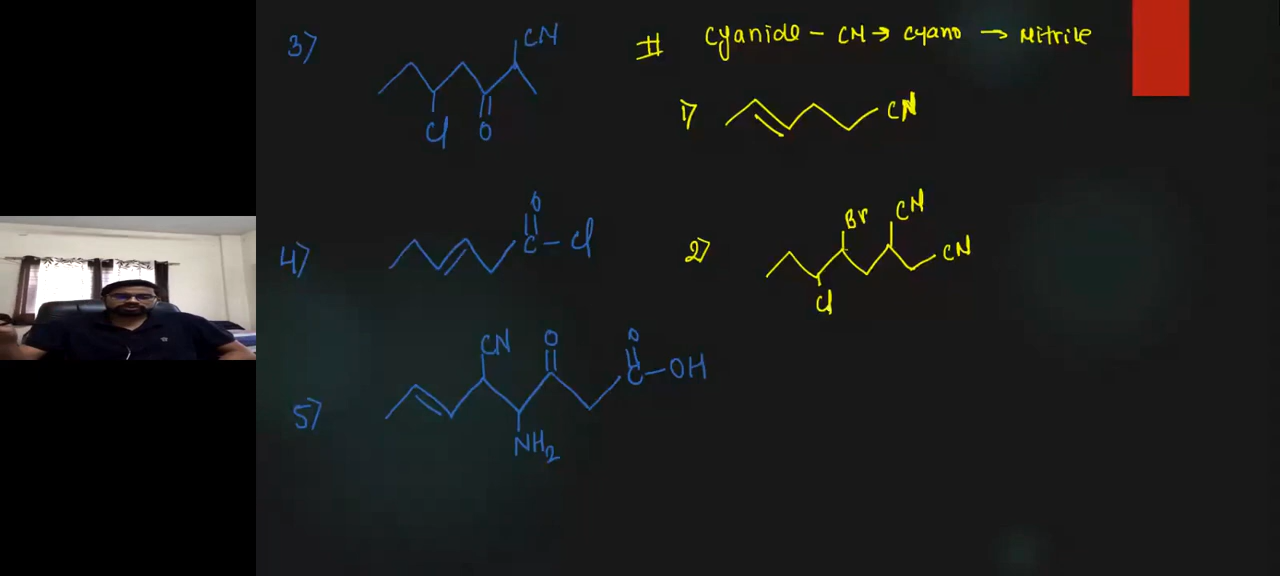 3)
CN
Cl
O
4)
O
C-Cl
5)
CN
O
O
C-OH
NH2
# Cyanide - CN → Cyano → Nitrile
1)
CN
2)
Br
CN
CN
Cl